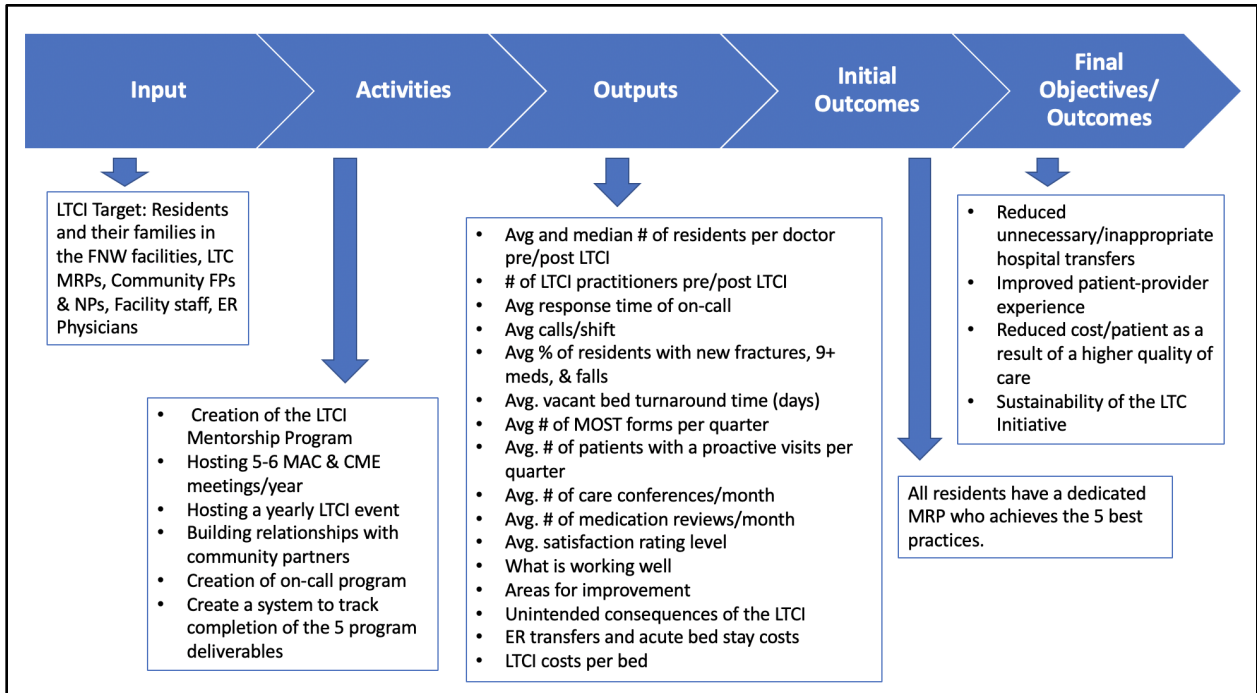 Input
Activities
Outputs
Initial
Outcomes
Final
Objectives/
Outcomes
LTCI Target: Residents
and their families in
the FNW facilities, LTC
MRPs, Community FPs
& NPs, Facility staff, ER
Physicians
• Creation of the LTCI
Mentorship Program
• Hosting 5-6 MAC & CME
meetings/year
• Hosting a yearly LTCI event
• Building relationships with
community partners
• Creation of on-call program
• Create a system to track
completion of the 5 program
deliverables
• Avg and median # of residents per doctor
pre/post LTCI
• # of LTCI practitioners pre/post LTCI
• Avg response time of on-call
• Avg calls/shift
• Avg % of residents with new fractures, 9+
meds, & falls
• Avg. vacant bed turnaround time (days)
• Avg # of MOST forms per quarter
• Avg. # of patients with a proactive visits per
quarter
• Avg. # of care conferences/month
• Avg. # of medication reviews/month
• Avg. satisfaction rating level
• What is working well
• Areas for improvement
• Unintended consequences of the LTCI
• ER transfers and acute bed stay costs
• LTCI costs per bed
All residents have a dedicated
MRP who achieves the 5 best
practices.
• Reduced
unnecessary/inappropriate
hospital transfers
• Improved patient-provider
experience
• Reduced cost/patient as a
result of a higher quality of
care
• Sustainability of the LTC
Initiative